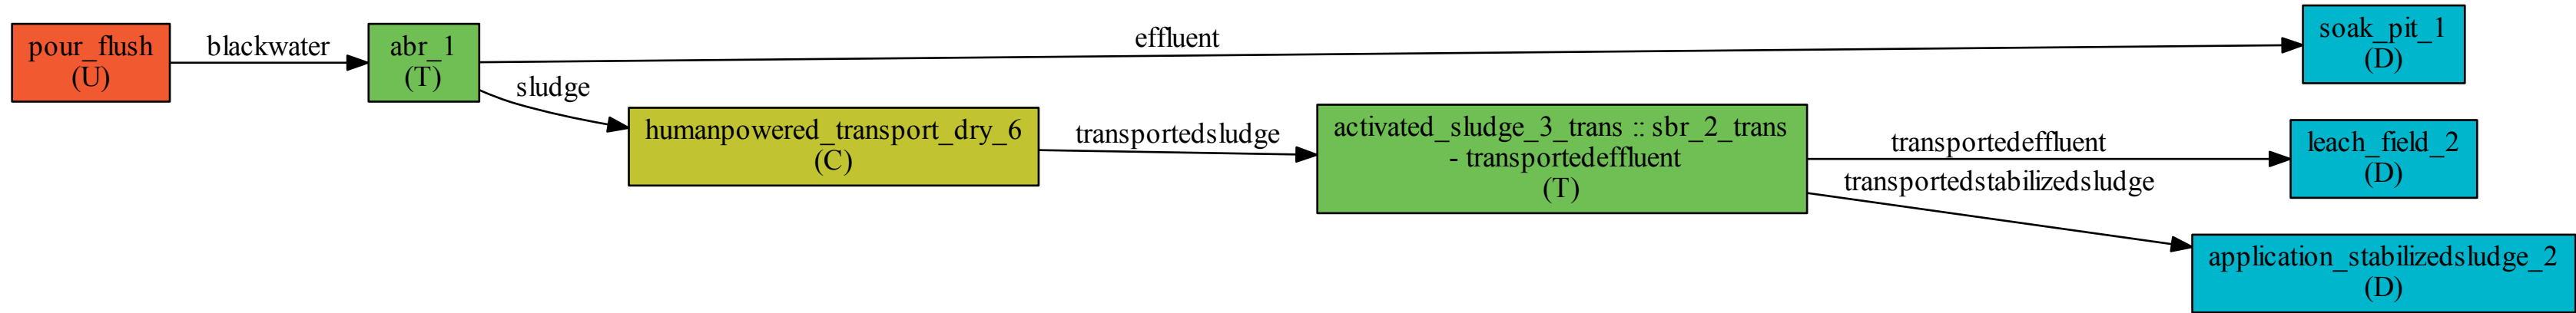 pour_flush
(U)
blackwater
abr_1
(T)
effluent
soak_pit_1
(D)
sludge
humanpowered_transport_dry_6
(C)
transportedsludge
activated_sludge_3_trans :: sbr_2_trans
- transportedeffluent
(T)
transportedeffluent
leach_field_2
(D)
transportedstabilizedsludge
application_stabilizedsludge_2
(D)